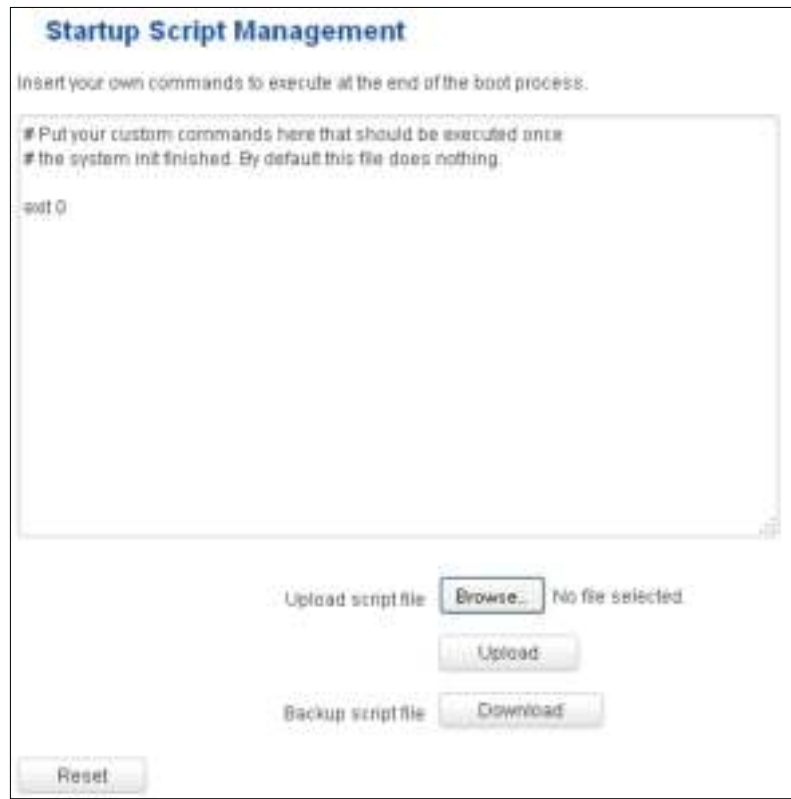 Startup Script Management
Insert your own commands to execute at the end of the boot process.
# Put your custom commands here that should be executed once
# the system init finished. By default this file does nothing.
exit 0
Upload script file Browse... No file selected.
Upload
Backup script file Download
Reset